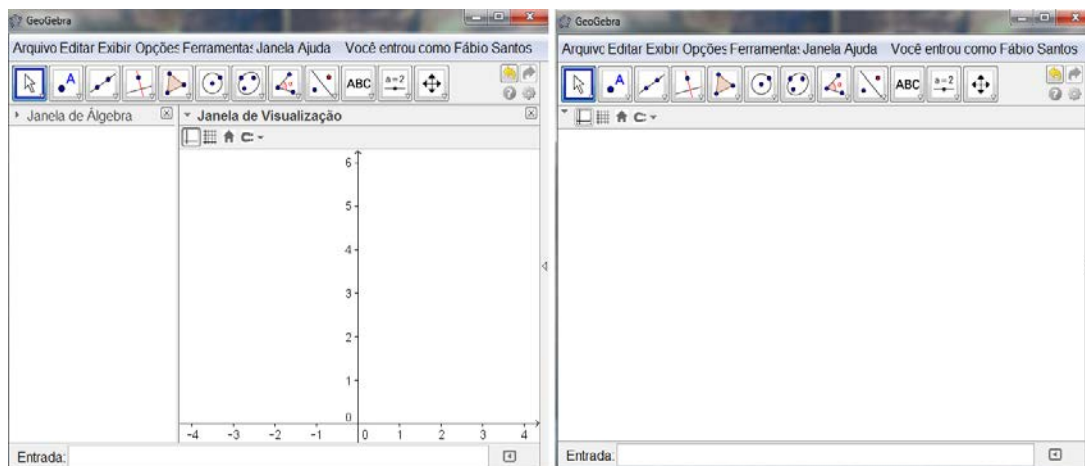 GeoGebra
Arquivo Editar Exibir Opções Ferramentas Janela Ajuda Você entrou como Fábio Santos
A
ABC
a=2
Janela de Álgebra
Janela de Visualização
6
5
4
3
2
1
0
-4 -3 -2 -1 0 1 2 3 4
Entrada:
GeoGebra
Arquivo Editar Exibir Opções Ferramentas Janela Ajuda Você entrou como Fábio Santos
A
ABC
a=2
Entrada: